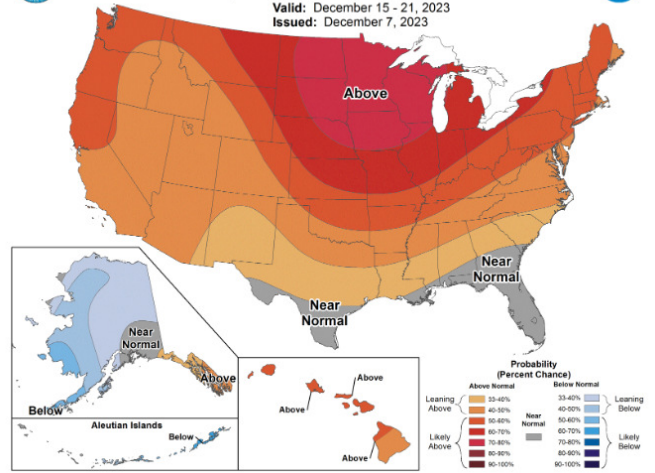 Valid: December 15 - 21, 2023
Issued: December 7, 2023
Above
Near
Normal
Near
Normal
Near
Normal
Above
Below
Aleutian Islands
Below
Above
Above
Above
Probability
(Percent Chance)
Above Normal
Below Normal
Leaning
Above
33-40%
40-50%
50-60%
60-70%
70-80%
80-90%
90-100%
Likely
Above
Near
Normal
33-40%
40-50%
50-60%
60-70%
70-80%
80-90%
90-100%
Leaning
Below
Likely
Below